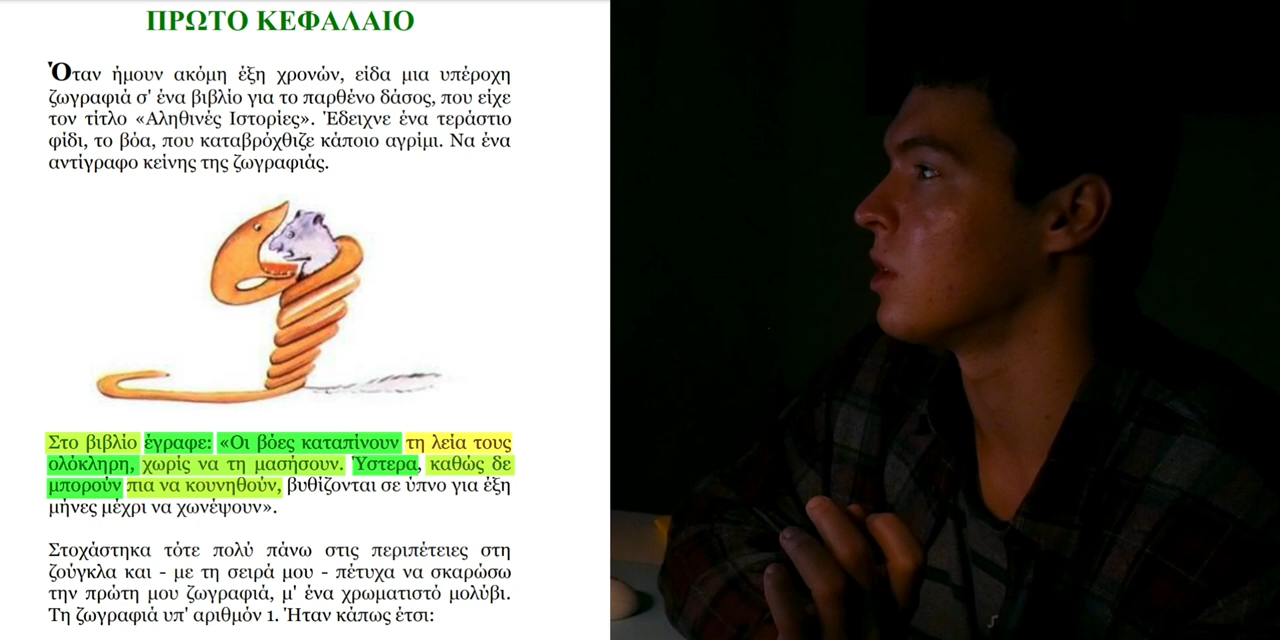 ΠΡΩΤΟ ΚΕΦΑΛΑΙΟ
Όταν ήμουν ακόμη έξη χρονών, είδα μια υπέροχη
ζωγραφιά σ' ένα βιβλίο για το παρθένο δάσος, που είχε
τον τίτλο «Αληθινές Ιστορίες». Έδειχνε ένα τεράστιο
φίδι, το βόα, που καταβρόχθιζε κάποιο αγρίμι. Να ένα
αντίγραφο κείνης της ζωγραφιάς.
Στο βιβλίο έγραφε: «Οι βόες καταπίνουν τη λεία τους
ολόκληρη, χωρίς να τη μασήσουν. Ύστερα, καθώς δε
μπορούν πια να κουνηθούν, βυθίζονται σε ύπνο για έξη
μήνες μέχρι να χωνέψουν».
Στοχάστηκα τότε πολύ πάνω στις περιπέτειες στη
ζούγκλα και - με τη σειρά μου - πέτυχα να σκαρώσω
την πρώτη μου ζωγραφιά, μ' ένα χρωματιστό μολύβι.
Τη ζωγραφιά υπ' αριθμόν 1. Ήταν κάπως έτσι: